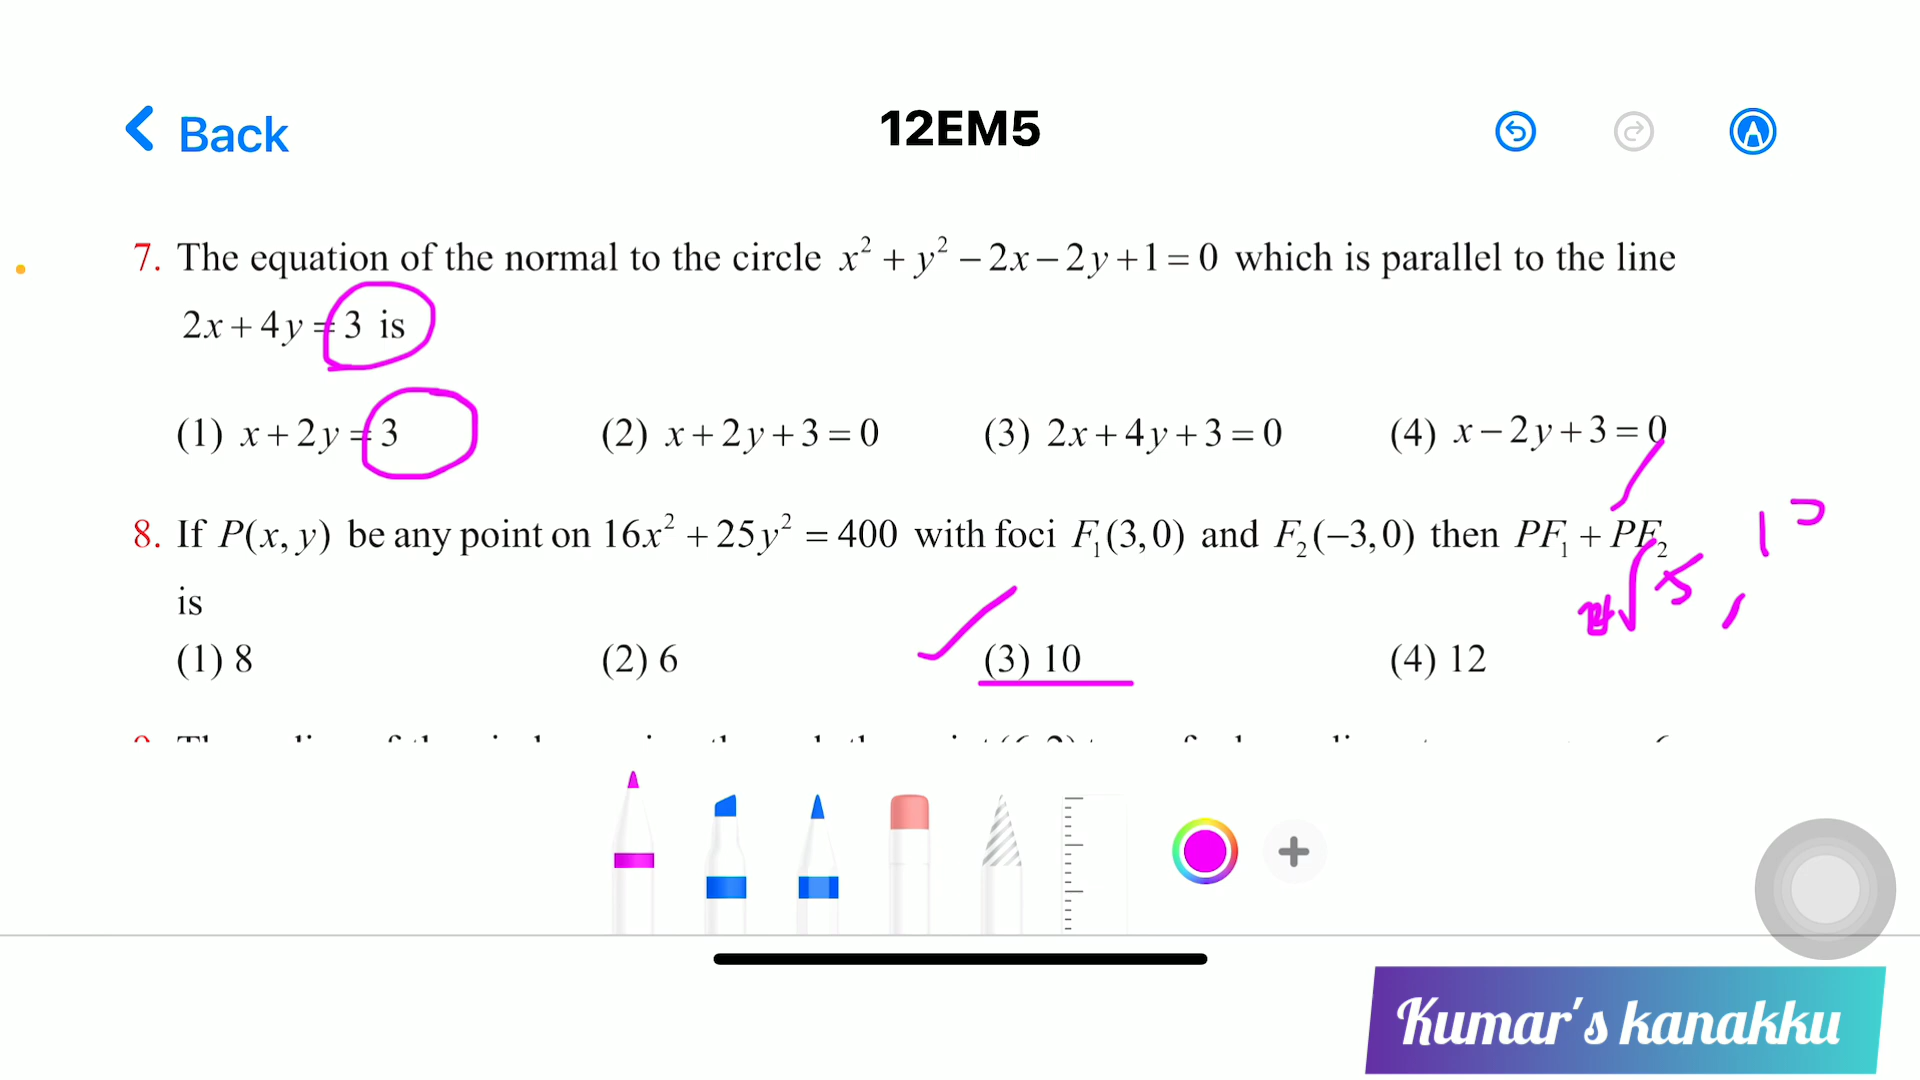 Back
12EM5
7. The equation of the normal to the circle x² + y² − 2x − 2y + 1 = 0 which is parallel to the line
2x + 4y = 3 is
(1) x + 2y = 3 (2) x + 2y + 3 = 0 (3) 2x + 4y + 3 = 0 (4) x − 2y + 3 = 0
8. If P(x, y) be any point on 16x² + 25y² = 400 with foci F₁(3,0) and F₂(−3,0) then PF₁ + PF₂
is
(1) 8 (2) 6 (3) 10 (4) 12
Kumar's kanakku